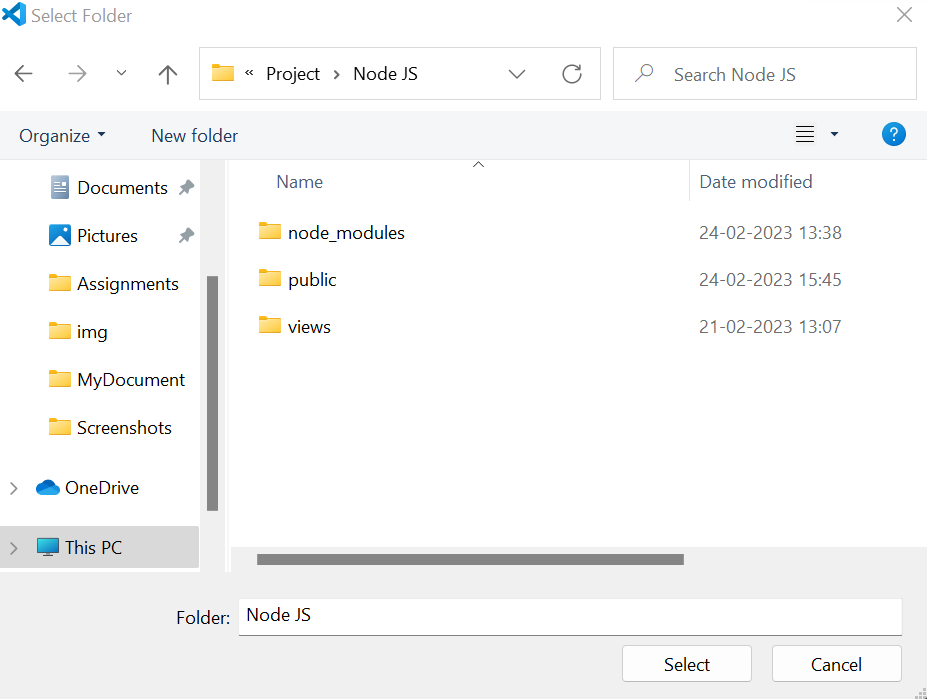 Select Folder
« Project › Node JS
Search Node JS
Organize
New folder
?
Name
Date modified
Documents
Pictures
Assignments
img
MyDocument
Screenshots
OneDrive
This PC
node_modules 24-02-2023 13:38
public 24-02-2023 15:45
views 21-02-2023 13:07
Folder: Node JS
Select
Cancel